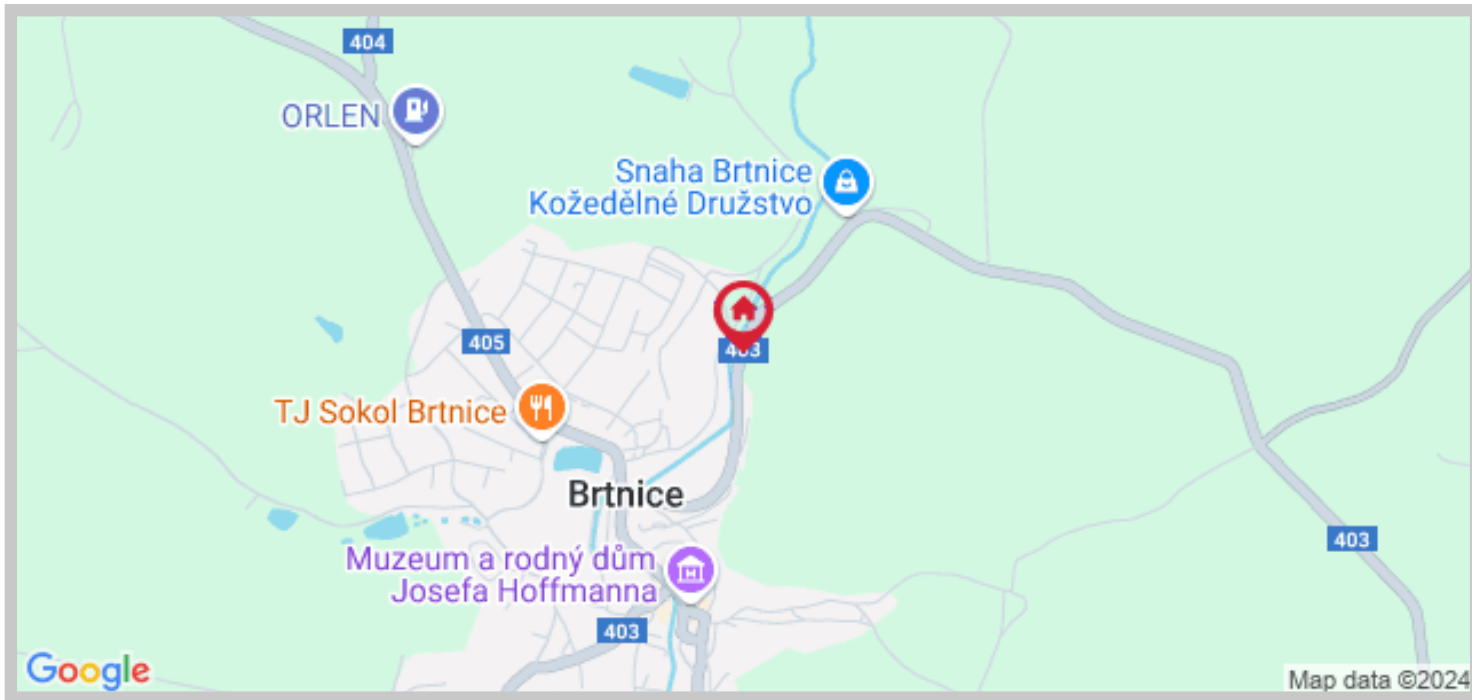 404
ORLEN
Snaha Brtnice
Kožedělné Družstvo
405
403
TJ Sokol Brtnice
Brtnice
403
Muzeum a rodný dům
Josefa Hoffmanna
403
Google
Map data ©2024